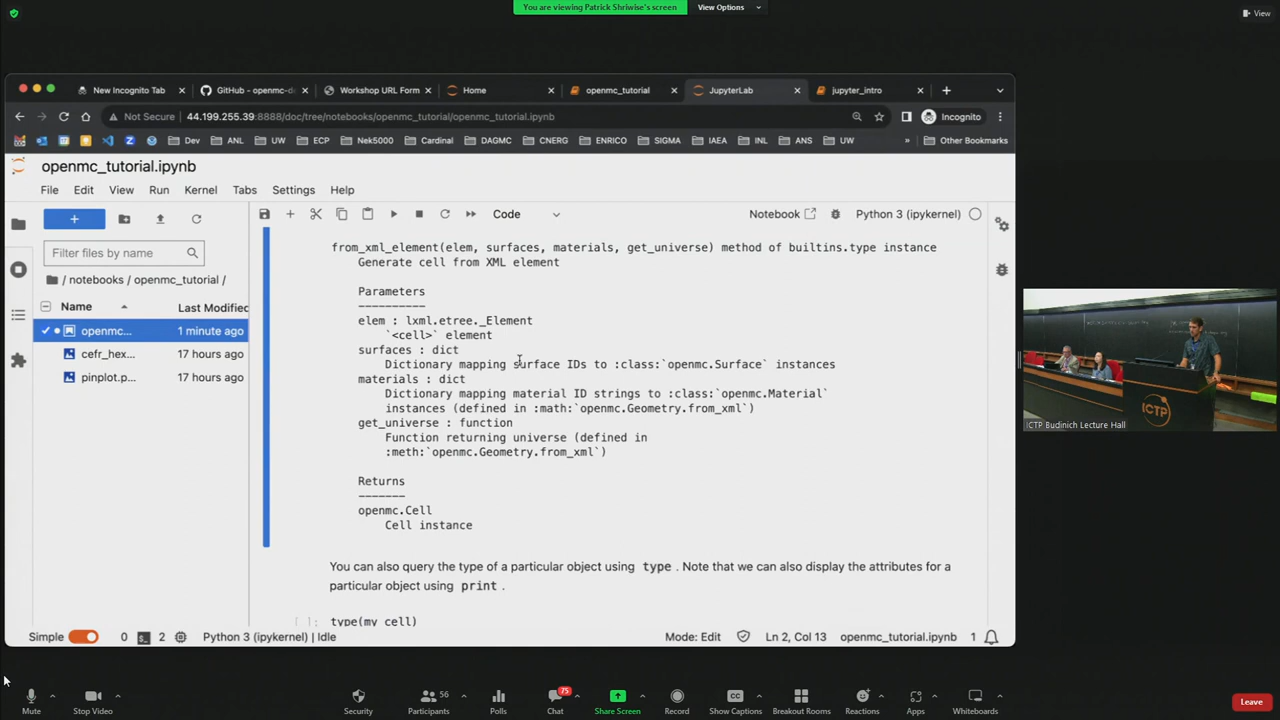 You are viewing Patrick Shriwise's screen
View Options
View
New Incognito Tab
GitHub - openmc-d
Workshop URL Form
Home
openmc_tutorial
JupyterLab
jupyter_intro
Not Secure
44.199.255.39:8888/doc/tree/notebooks/openmc_tutorial/openmc_tutorial.ipynb
Incognito
Dev
ANL
UW
ECP
Nek5000
Cardinal
DAGMC
CNERG
ENRICO
SIGMA
IAEA
INL
ANS
UW
»
Other Bookmarks
openmc_tutorial.ipynb
File Edit View Run Kernel Tabs Settings Help
Code
Notebook
Python 3 (ipykernel)
Filter files by name
/ notebooks / openmc_tutorial /
Name
Last Modified
openmc...
1 minute ago
cefr_hex...
17 hours ago
pinplot.p...
17 hours ago
from_xml_element(elem, surfaces, materials, get_universe) method of builtins.type instance
Generate cell from XML element
Parameters
----------
elem : lxml.etree._Element
`<cell>` element
surfaces : dict
Dictionary mapping surface IDs to :class:`openmc.Surface` instances
materials : dict
Dictionary mapping material ID strings to :class:`openmc.Material`
instances (defined in :math:`openmc.Geometry.from_xml`)
get_universe : function
Function returning universe (defined in
:math:`openmc.Geometry.from_xml`)
Returns
-------
openmc.Cell
Cell instance
You can also query the type of a particular object using type . Note that we can also display the attributes for a
particular object using print .
[ ]: type(my_cell)
Simple
0
2
Python 3 (ipykernel) | Idle
Mode: Edit
Ln 2, Col 13
openmc_tutorial.ipynb
1
ICTP
ICTP Budinich Lecture Hall
Mute
Stop Video
Security
56
Participants
Polls
75
Chat
Share Screen
Record
CC
Show Captions
Breakout Rooms
Reactions
Apps
Whiteboards
Leave